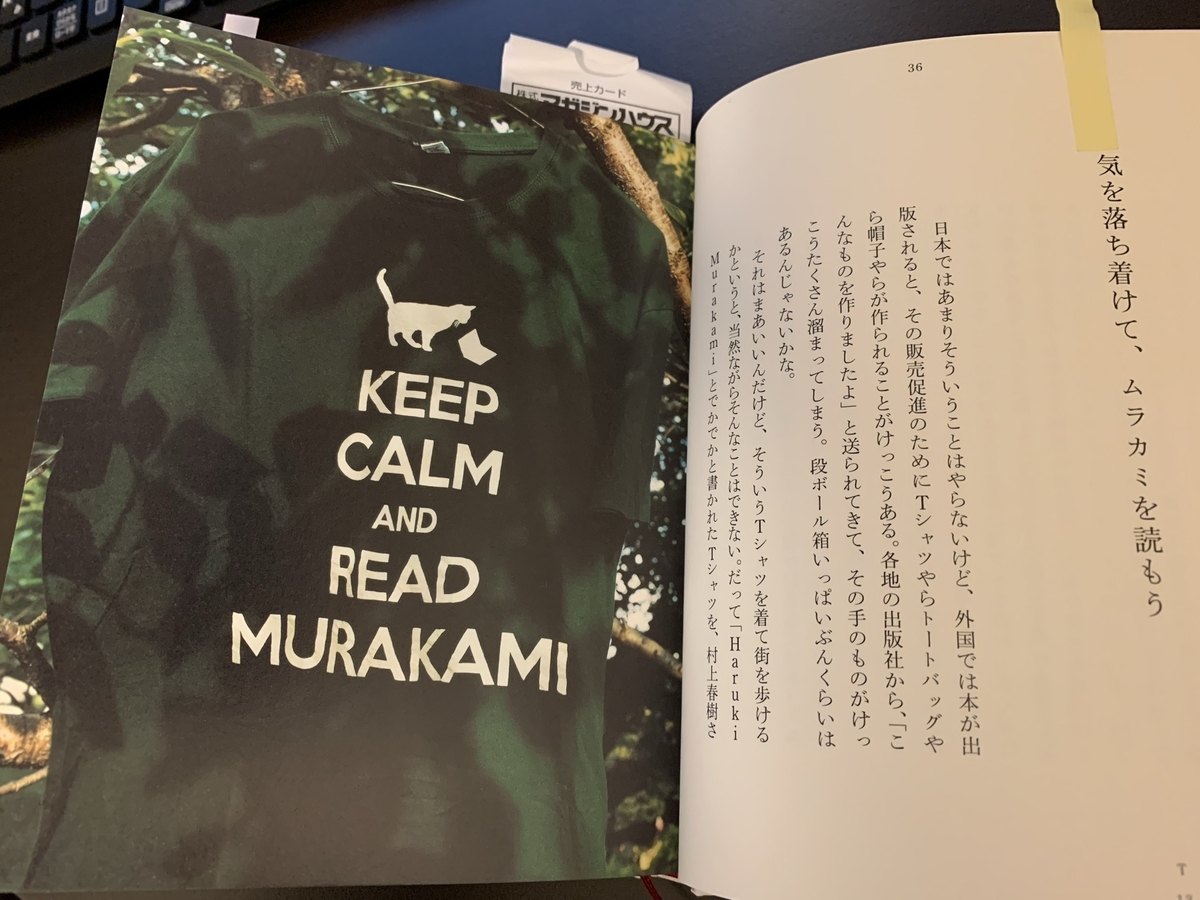 売上カード
株式
マガジンハウス
KEEP
CALM
AND
READ
MURAKAMI
36
気を落ち着けて、ムラカミを読もう
日本ではあまりそういうことはやらないけど、外国では本が出
版されると、その販売促進のためにTシャツやらトートバッグや
ら帽子やらが作られることがけっこうある。各地の出版社から、「こ
んなものを作りましたよ」と送られてきて、その手のものがけっ
こうたくさん溜まってしまう。段ボール箱いっぱいぶんくらいは
あるんじゃないかな。
それはまあいいんだけど、そういうTシャツを着て街を歩ける
かというと、当然ながらそんなことはできない。だって「Haruki
Murakami」とでかでかと書かれたTシャツを、村上春樹さ
T